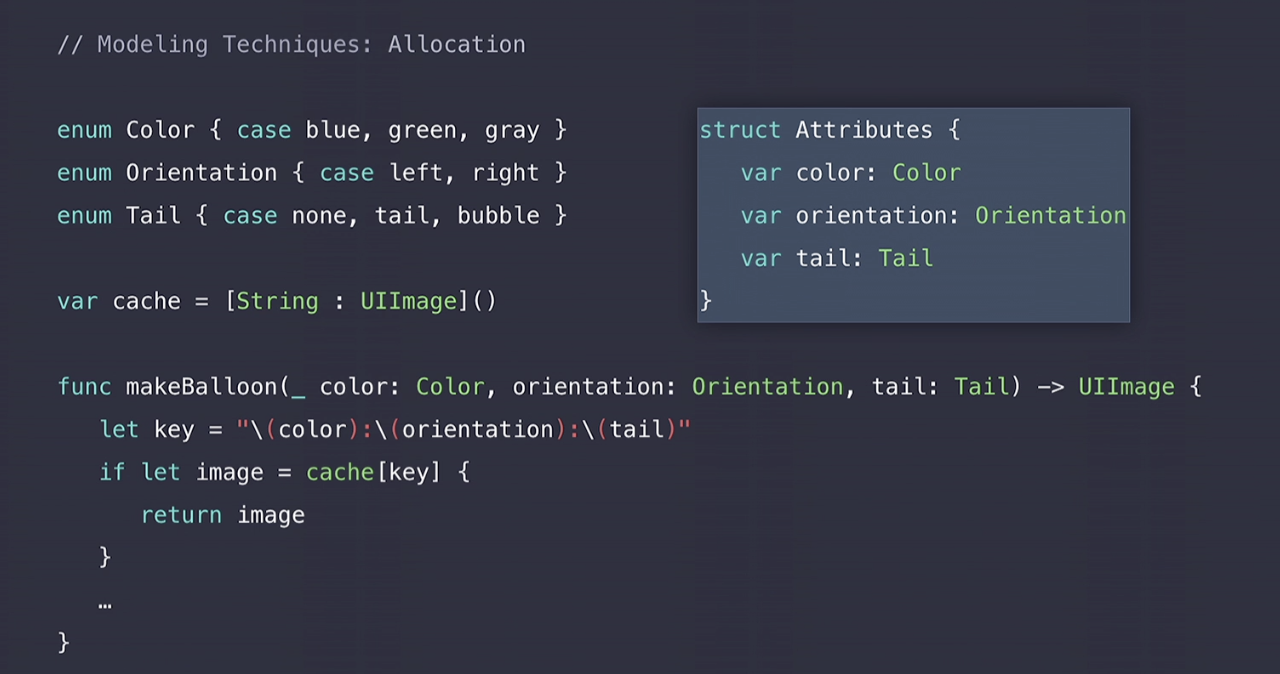 // Modeling Techniques: Allocation
enum Color { case blue, green, gray }
enum Orientation { case left, right }
enum Tail { case none, tail, bubble }
var cache = [String : UIImage]()
struct Attributes {
var color: Color
var orientation: Orientation
var tail: Tail
}
func makeBalloon(_ color: Color, orientation: Orientation, tail: Tail) -> UIImage {
let key = "\(color):\(orientation):\(tail)"
if let image = cache[key] {
return image
}
…
}